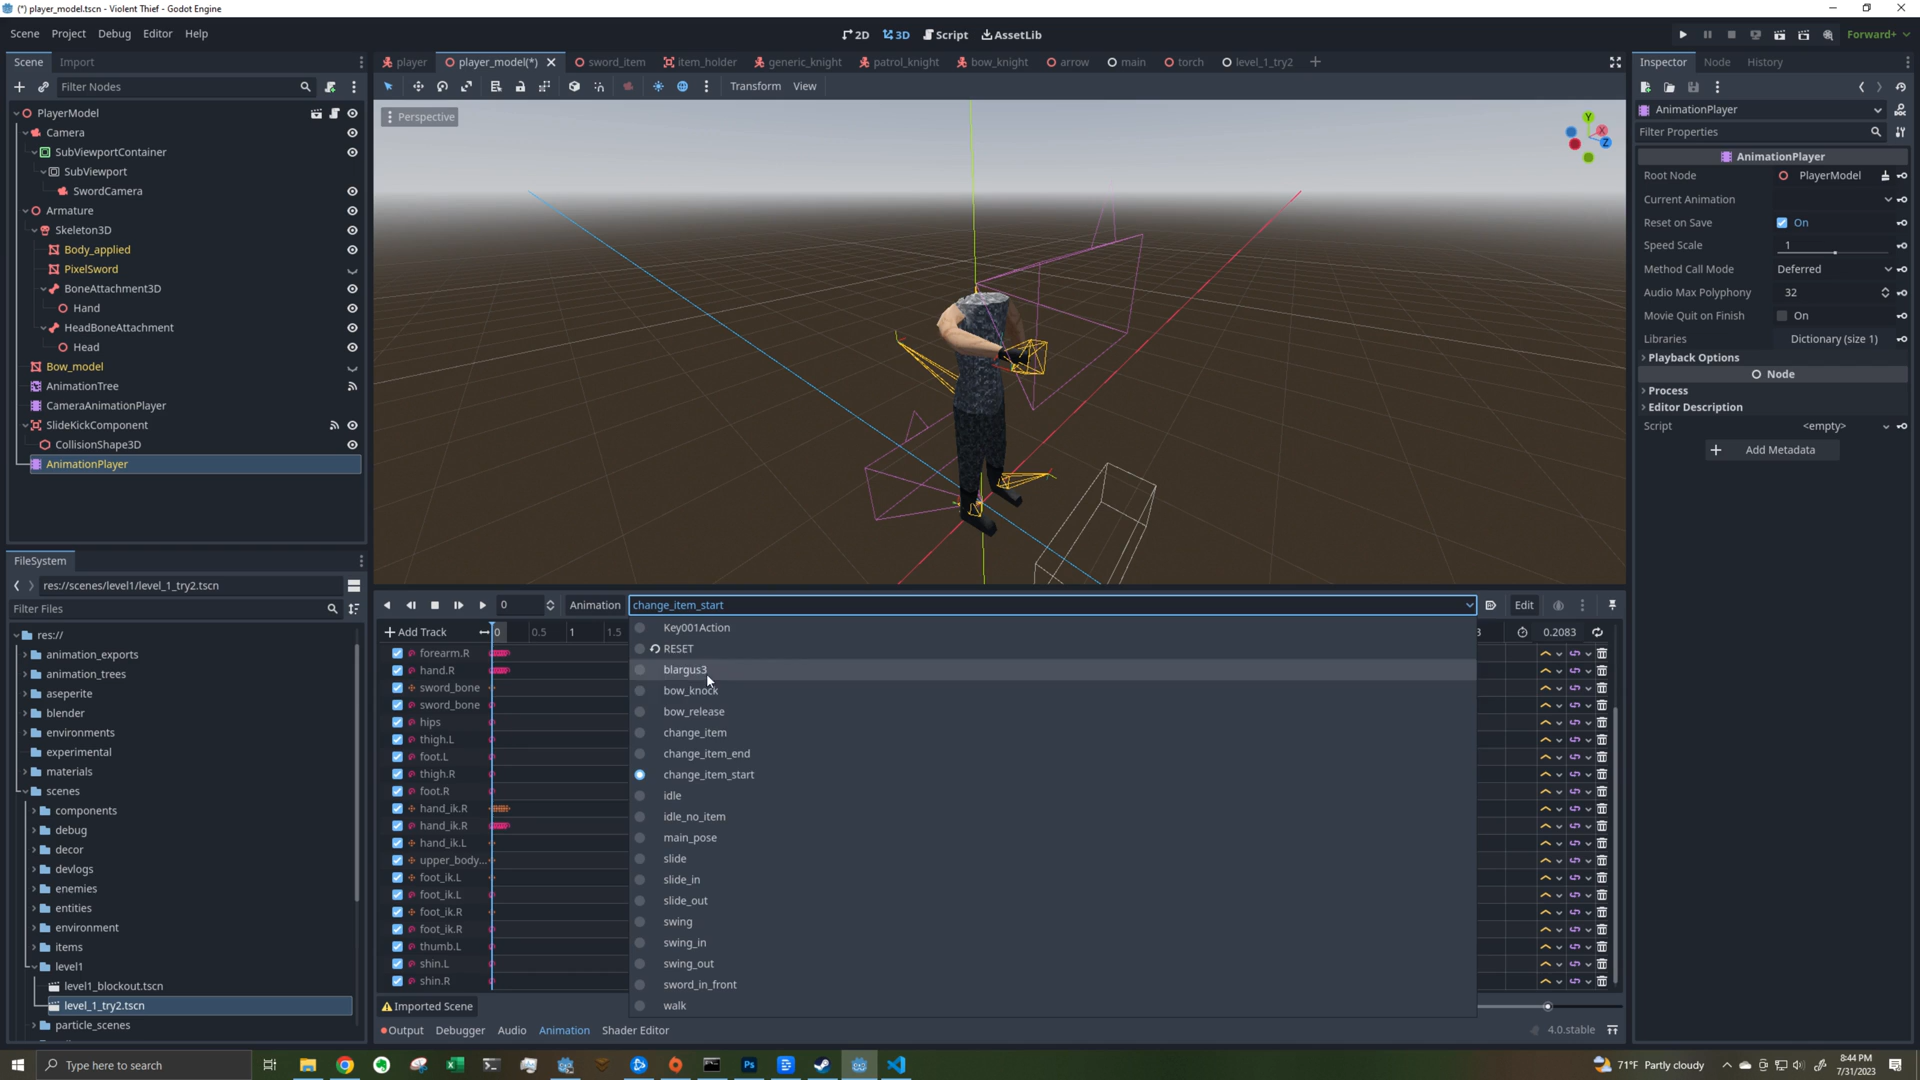 (*) player_model.tscn - Violent Thief - Godot Engine
Scene Project Debug Editor Help
2D 3D Script AssetLib
Forward+
Scene Import
player player_model(*) sword_item item_holder generic_knight patrol_knight bow_knight arrow main torch level_1_try2
Inspector Node History
Filter Nodes
Transform View
PlayerModel
Camera
SubViewportContainer
SubViewport
SwordCamera
Armature
Skeleton3D
Body_applied
PixelSword
BoneAttachment3D
Hand
HeadBoneAttachment
Head
Bow_model
AnimationTree
CameraAnimationPlayer
SlideKickComponent
CollisionShape3D
AnimationPlayer
Perspective
Y
X
Z
AnimationPlayer
Filter Properties
AnimationPlayer
Root Node PlayerModel
Current Animation
Reset on Save On
Speed Scale 1
Method Call Mode Deferred
Audio Max Polyphony 32
Movie Quit on Finish On
Libraries Dictionary (size 1)
Playback Options
Node
Process
Editor Description
Script <empty>
Add Metadata
FileSystem
res://scenes/level1/level_1_try2.tscn
Filter Files
res://
animation_exports
animation_trees
aseperite
blender
environments
experimental
materials
scenes
components
debug
decor
devlogs
enemies
entities
environment
items
level1
level1_blockout.tscn
level_1_try2.tscn
particle_scenes
0 Animation change_item_start Edit
Add Track 0 0.5 1 1.5 3 0.2083
forearm.R
hand.R
sword_bone
sword_bone
hips
thigh.L
foot.L
thigh.R
foot.R
hand_ik.R
hand_ik.R
hand_ik.L
upper_body...
foot_ik.L
foot_ik.L
foot_ik.R
foot_ik.R
thumb.L
shin.L
shin.R
Key001Action
RESET
blargus3
bow_knock
bow_release
change_item
change_item_end
change_item_start
idle
idle_no_item
main_pose
slide
slide_in
slide_out
swing
swing_in
swing_out
sword_in_front
walk
Imported Scene
Output Debugger Audio Animation Shader Editor
4.0.stable
Type here to search
Ps
71°F Partly cloudy
8:44 PM
7/31/2023